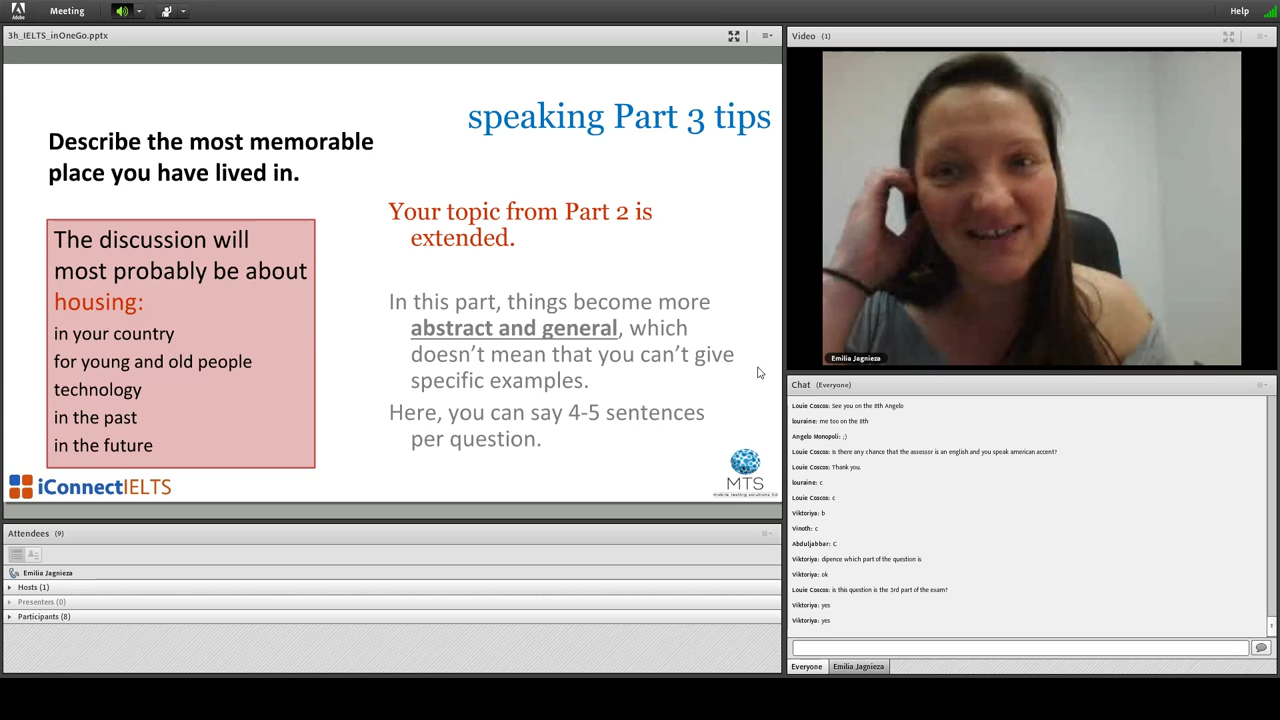 Adobe
Meeting
Help
3h_IELTS_inOneGo.pptx
speaking Part 3 tips
Describe the most memorable
place you have lived in.
The discussion will
most probably be about
housing:
in your country
for young and old people
technology
in the past
in the future
Your topic from Part 2 is
extended.
In this part, things become more
abstract and general, which
doesn’t mean that you can’t give
specific examples.
Here, you can say 4-5 sentences
per question.
iConnectIELTS
MTS
mobile testing solutions ltd
Attendees (9)
Emilia Jagnieza
Hosts (1)
Presenters (0)
Participants (8)
Video (1)
Emilia Jagnieza
Chat (Everyone)
Louie Coscos: See you on the 8th Angelo
louraine: me too on the 8th
Angelo Monopoli: ;)
Louie Coscos: Is there any chance that the assessor is an english and you speak american accent?
Louie Coscos: Thank you.
louraine: c
Louie Coscos: c
Viktoriya: b
Vinoth: c
Abduljabbar: C
Viktoriya: dipence which part of the question is
Viktoriya: ok
Louie Coscos: is this question is the 3rd part of the exam?
Viktoriya: yes
Viktoriya: yes
Everyone
Emilia Jagnieza